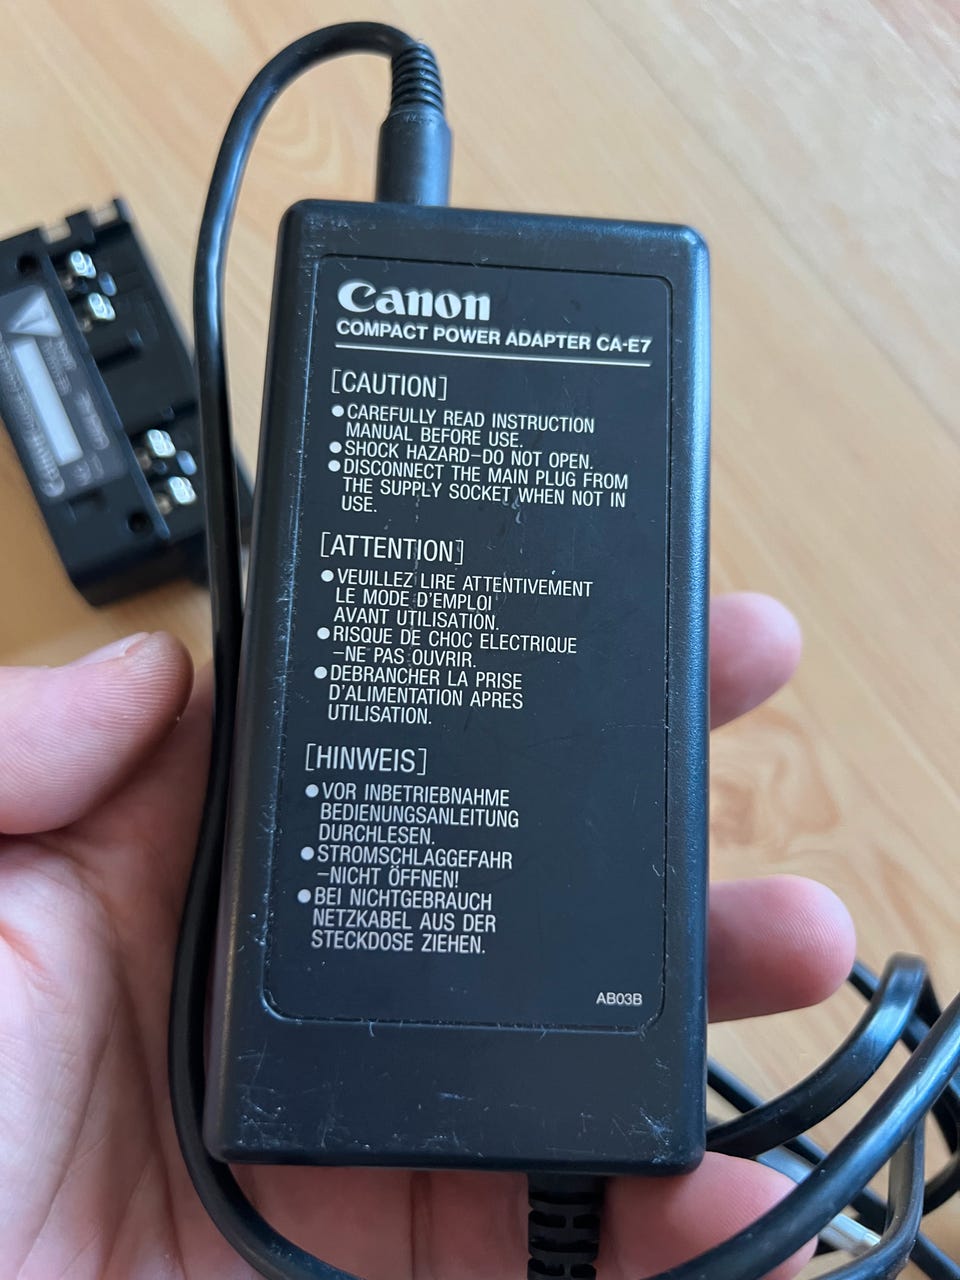 Canon
COMPACT POWER ADAPTER CA-E7
[CAUTION]
●CAREFULLY READ INSTRUCTION
MANUAL BEFORE USE.
●SHOCK HAZARD-DO NOT OPEN.
●DISCONNECT THE MAIN PLUG FROM
THE SUPPLY SOCKET WHEN NOT IN
USE.
[ATTENTION]
●VEUILLEZ LIRE ATTENTIVEMENT
LE MODE D'EMPLOI
AVANT UTILISATION.
●RISQUE DE CHOC ELECTRIQUE
-NE PAS OUVRIR.
●DEBRANCHER LA PRISE
D'ALIMENTATION APRES
UTILISATION.
[HINWEIS]
●VOR INBETRIEBNAHME
BEDIENUNGSANLEITUNG
DURCHLESEN.
●STROMSCHLAGGEFAHR
-NICHT ÖFFNEN!
●BEI NICHTGEBRAUCH
NETZKABEL AUS DER
STECKDOSE ZIEHEN.
AB03B